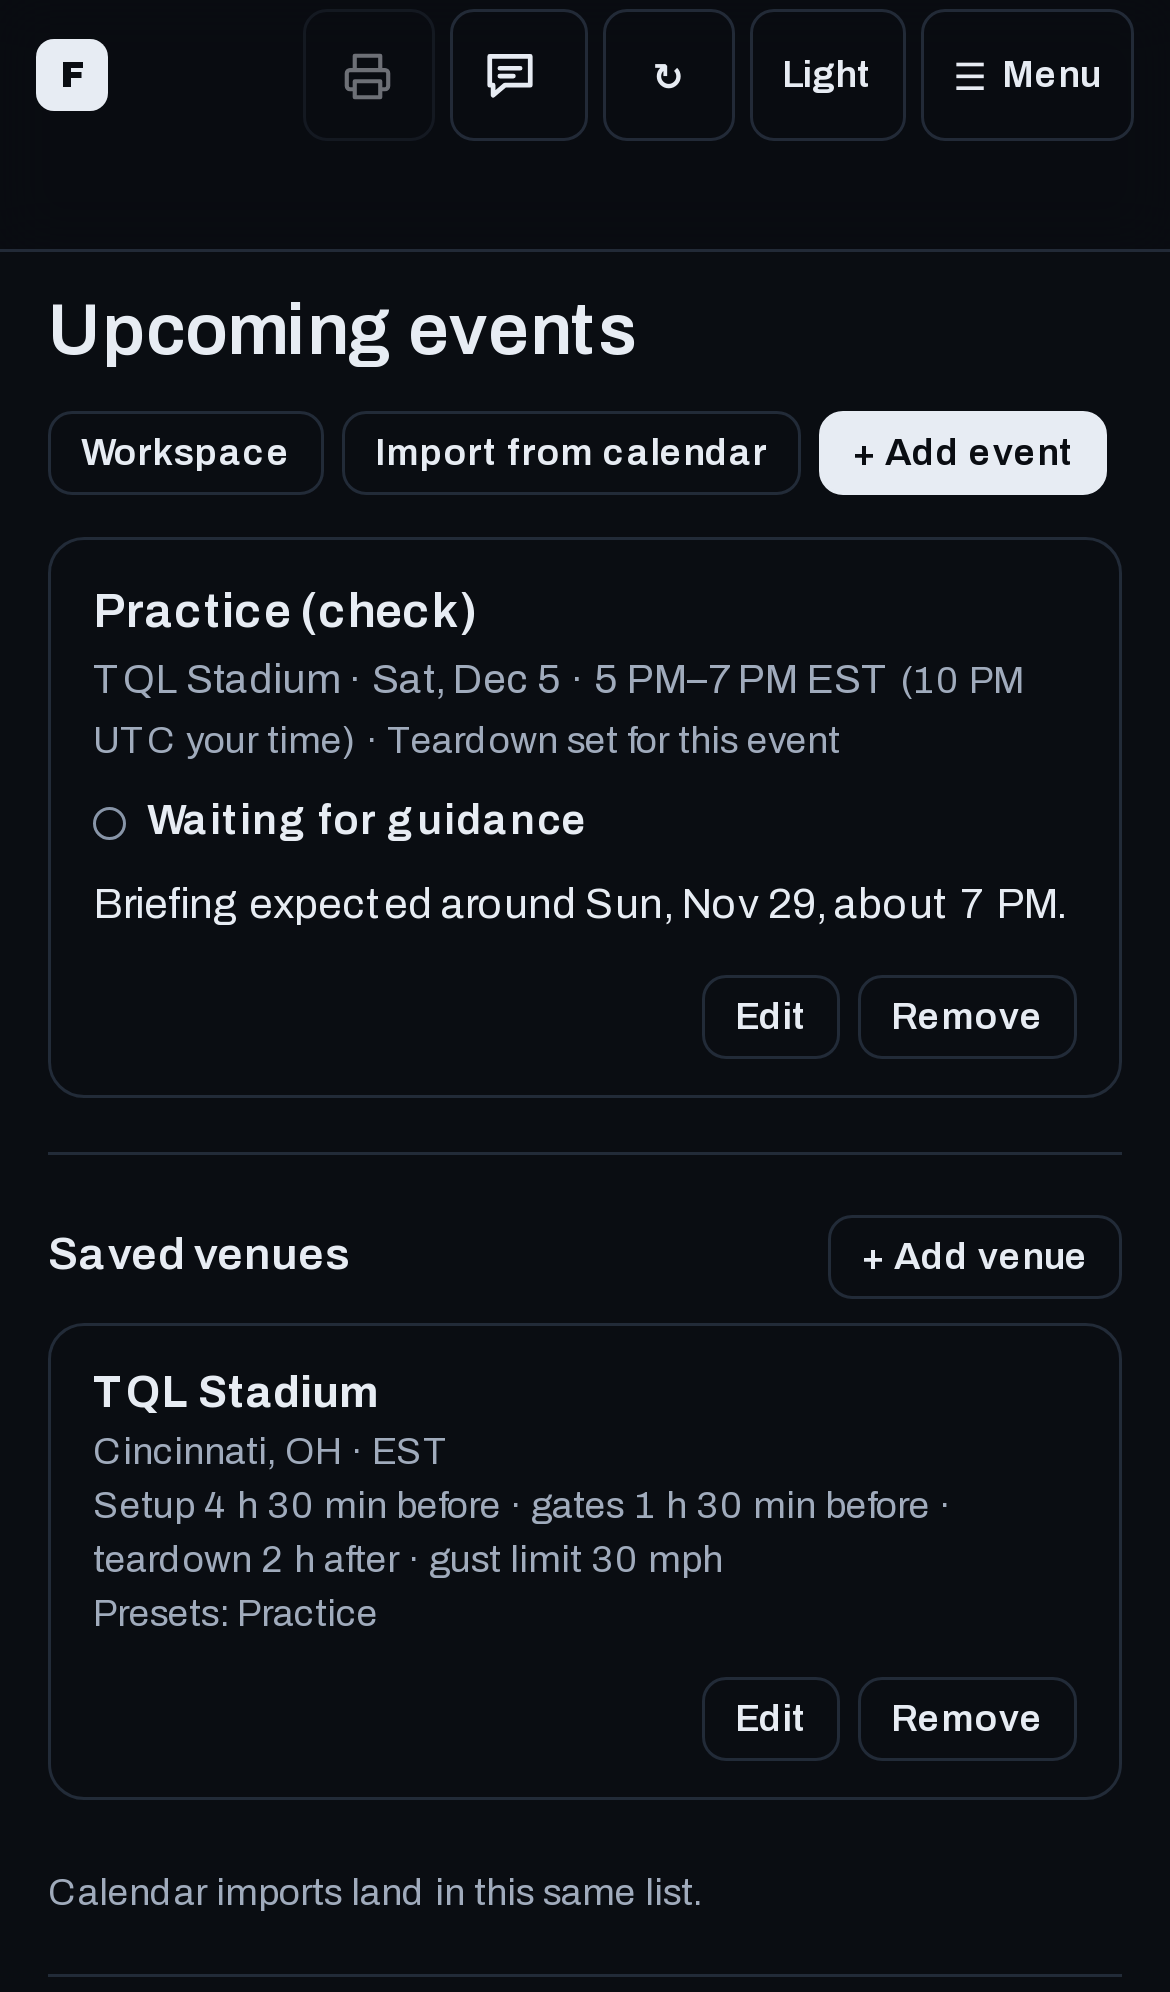 F
↻
Light
☰ Menu
Upcoming events
Workspace
Import from calendar
+ Add event
Practice (check)
TQL Stadium · Sat, Dec 5 · 5 PM–7 PM EST (10 PM
UTC your time) · Teardown set for this event
Waiting for guidance
Briefing expected around Sun, Nov 29, about 7 PM.
Edit
Remove
Saved venues
+ Add venue
TQL Stadium
Cincinnati, OH · EST
Setup 4 h 30 min before · gates 1 h 30 min before ·
teardown 2 h after · gust limit 30 mph
Presets: Practice
Edit
Remove
Calendar imports land in this same list.